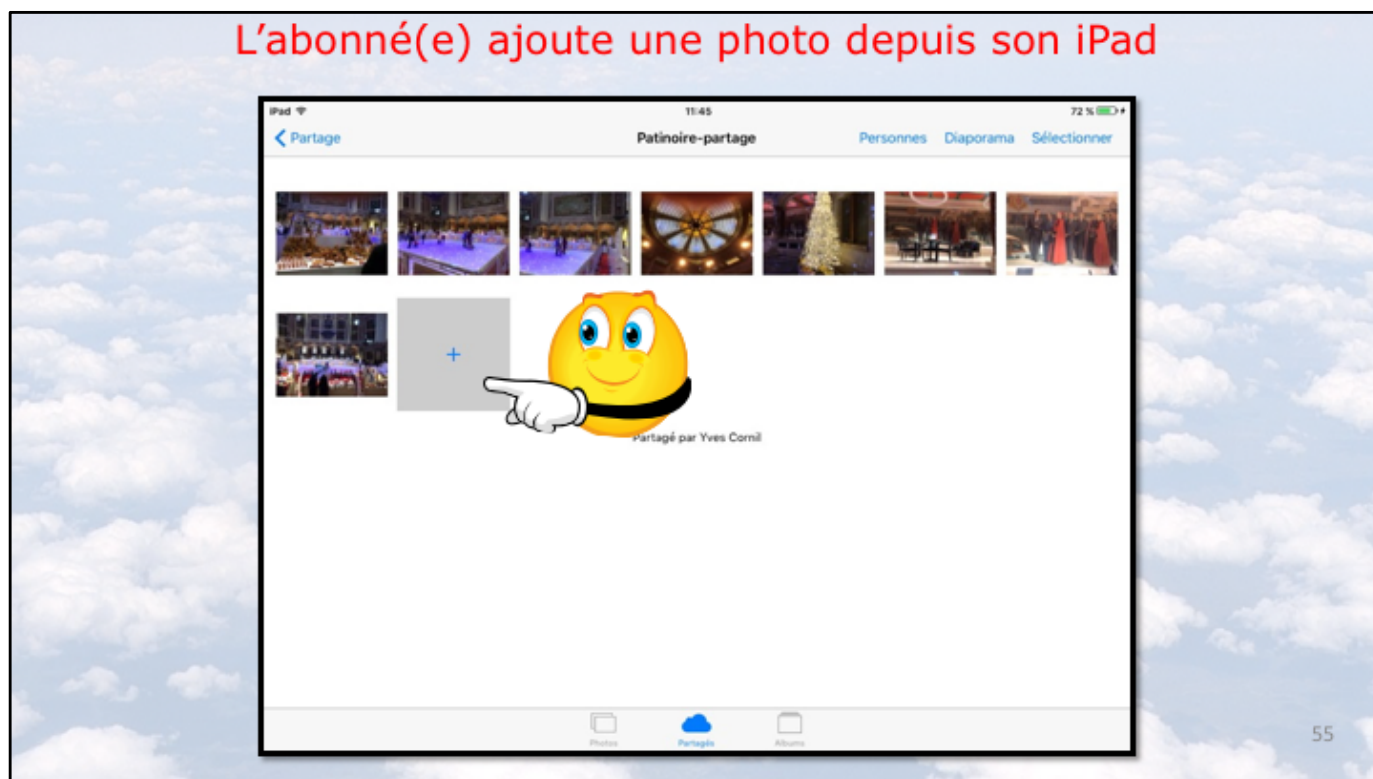 L'abonné(e) ajoute une photo depuis son iPad
iPad 11:45 72 %
Partage Patinoire-partage Personnes Diaporama Sélectionner
+
Partagé par Yves Cornil
Photos Partagés Albums
55